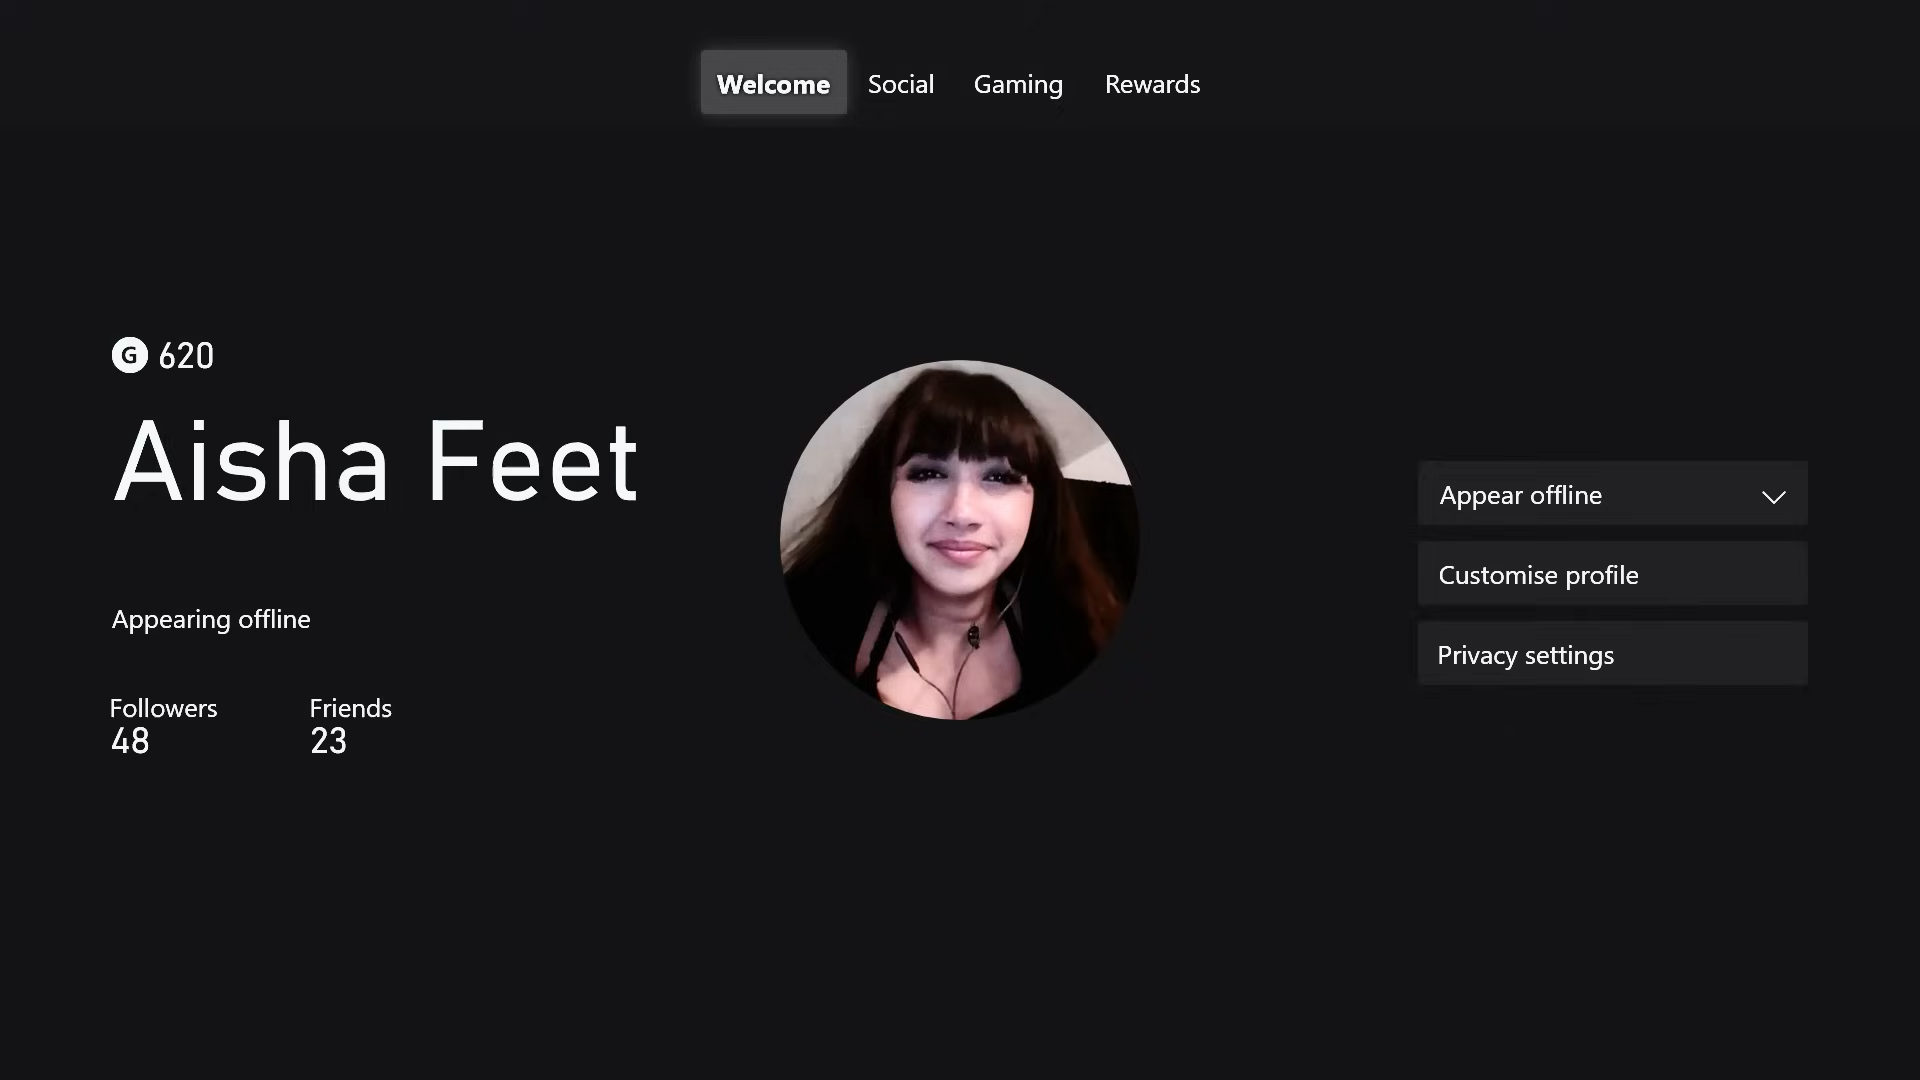 Welcome Social Gaming Rewards
G 620
Aisha Feet
Appearing offline
Followers Friends
48 23
Appear offline
Customise profile
Privacy settings